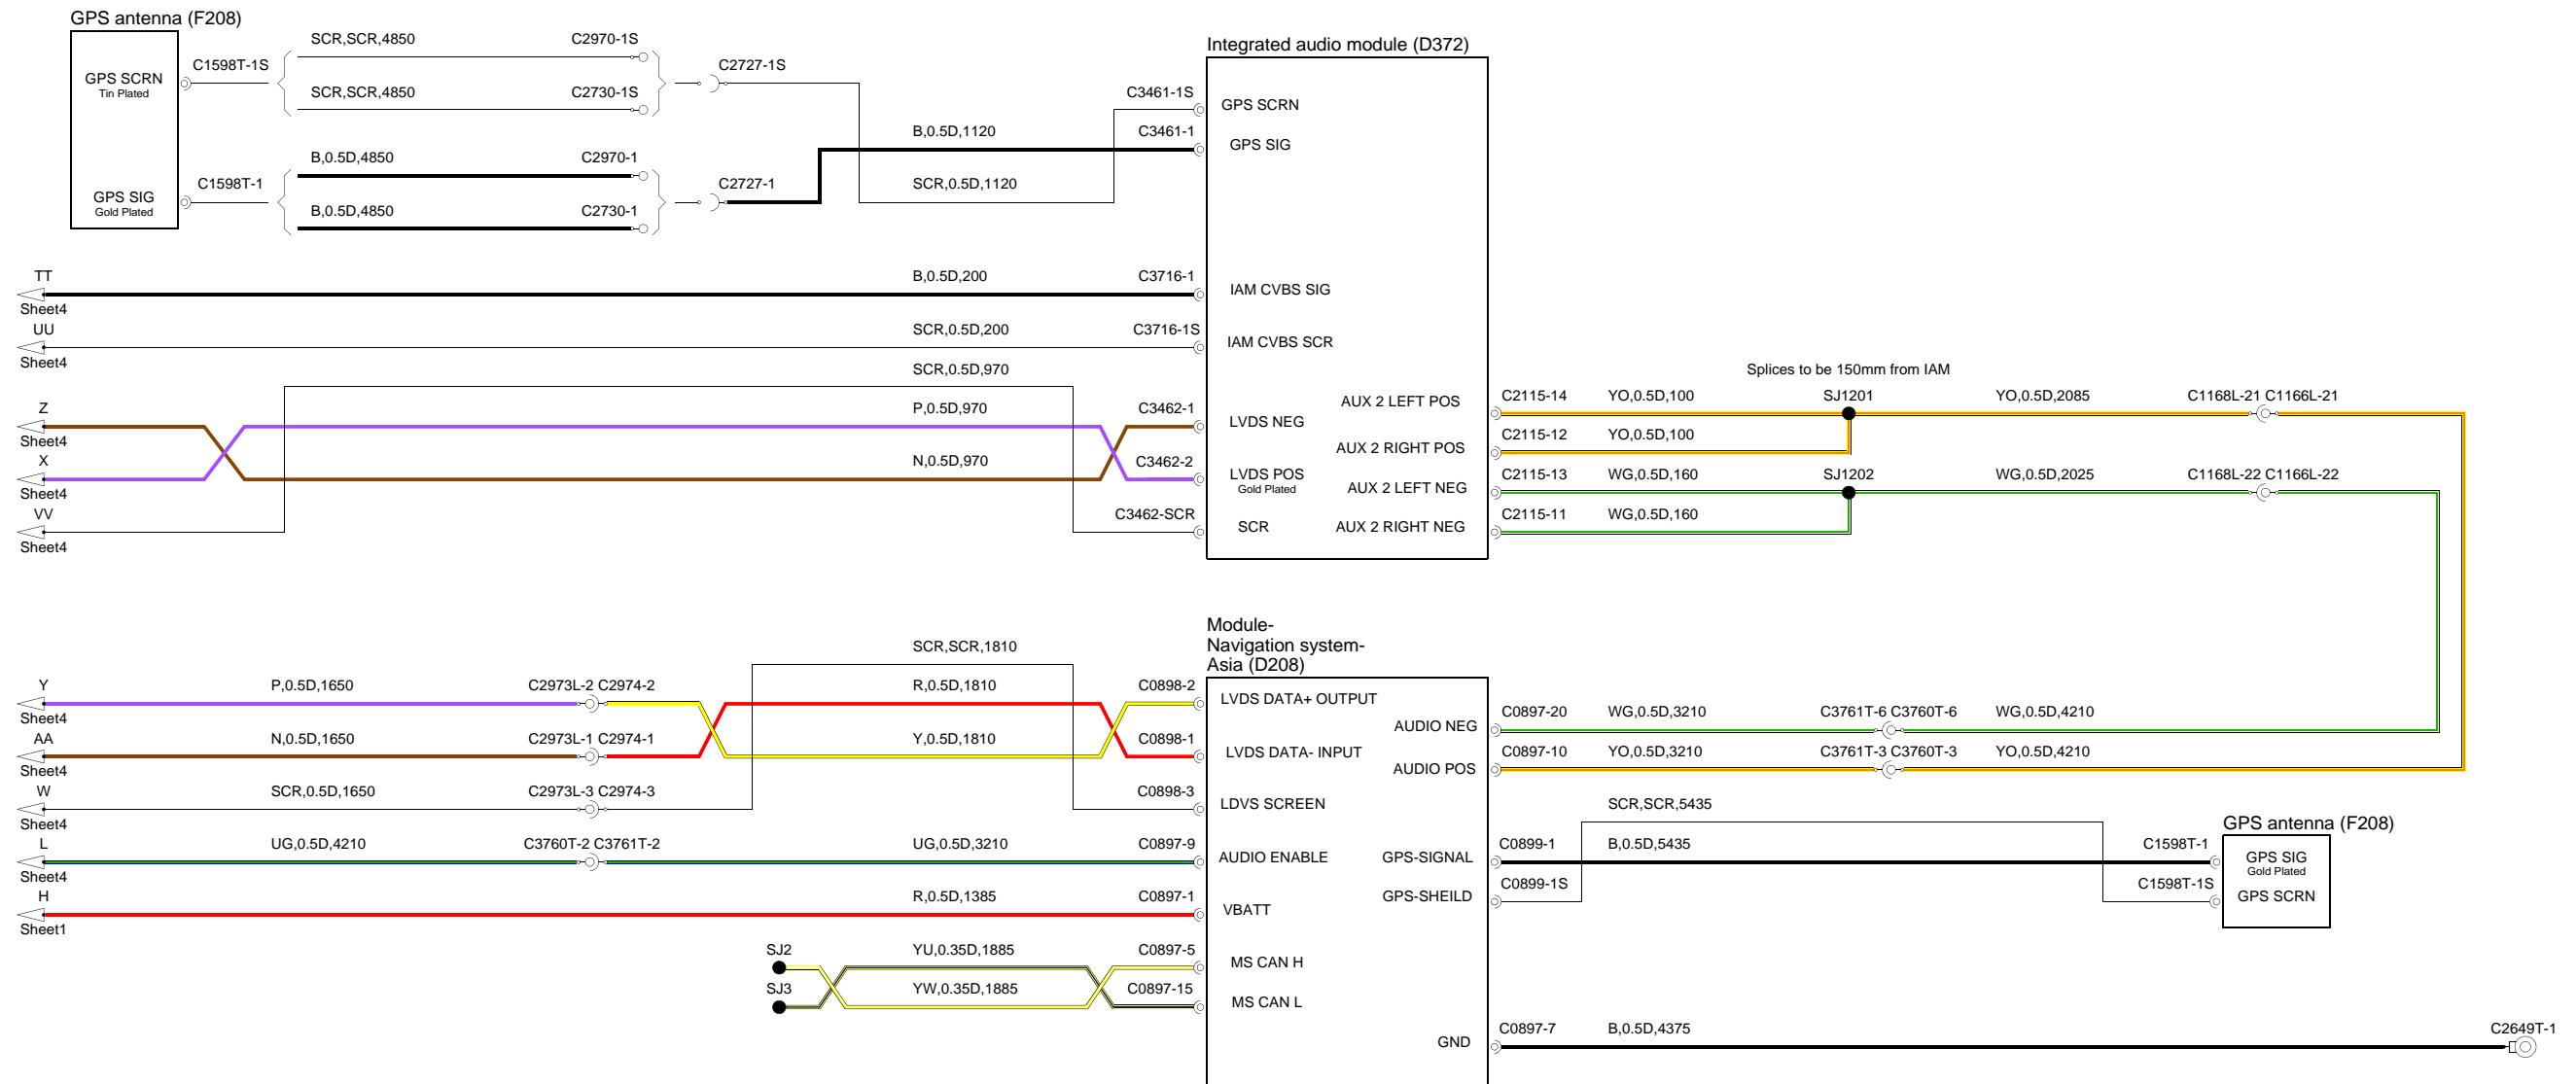 GPS antenna (F208)
SCR,SCR,4850 C2970-1S
C1598T-1S C2727-1S
GPS SCRN
Tin Plated
SCR,SCR,4850 C2730-1S
B,0.5D,4850 C2970-1
C1598T-1 C2727-1
GPS SIG
Gold Plated
B,0.5D,4850 C2730-1
Integrated audio module (D372)
C3461-1S GPS SCRN
B,0.5D,1120 C3461-1
GPS SIG
SCR,0.5D,1120
TT B,0.5D,200 C3716-1
IAM CVBS SIG
Sheet4
UU SCR,0.5D,200 C3716-1S
IAM CVBS SCR
Sheet4
SCR,0.5D,970
Z P,0.5D,970 C3462-1
LVDS NEG
Sheet4
X N,0.5D,970 C3462-2
LVDS POS
Gold Plated
Sheet4
VV C3462-SCR
SCR
Sheet4
Splices to be 150mm from IAM
AUX 2 LEFT POS C2115-14 YO,0.5D,100 SJ1201 YO,0.5D,2085 C1168L-21 C1166L-21
AUX 2 RIGHT POS C2115-12 YO,0.5D,100
AUX 2 LEFT NEG C2115-13 WG,0.5D,160 SJ1202 WG,0.5D,2025 C1168L-22 C1166L-22
AUX 2 RIGHT NEG C2115-11 WG,0.5D,160
Module-
Navigation system-
Asia (D208)
SCR,SCR,1810
Y P,0.5D,1650 C2973L-2 C2974-2 R,0.5D,1810 C0898-2
LVDS DATA+ OUTPUT
Sheet4
AA N,0.5D,1650 C2973L-1 C2974-1 Y,0.5D,1810 C0898-1
LVDS DATA- INPUT
Sheet4
W SCR,0.5D,1650 C2973L-3 C2974-3 C0898-3
LDVS SCREEN
Sheet4
L UG,0.5D,4210 C3760T-2 C3761T-2 UG,0.5D,3210 C0897-9
AUDIO ENABLE
Sheet4
H R,0.5D,1385 C0897-1
VBATT
Sheet1
SJ2 YU,0.35D,1885 C0897-5
MS CAN H
SJ3 YW,0.35D,1885 C0897-15
MS CAN L
AUDIO NEG C0897-20 WG,0.5D,3210 C3761T-6 C3760T-6 WG,0.5D,4210
AUDIO POS C0897-10 YO,0.5D,3210 C3761T-3 C3760T-3 YO,0.5D,4210
SCR,SCR,5435
GPS antenna (F208)
GPS-SIGNAL C0899-1 B,0.5D,5435 C1598T-1
GPS SIG
Gold Plated
GPS-SHEILD C0899-1S C1598T-1S
GPS SCRN
GND C0897-7 B,0.5D,4375 C2649T-1